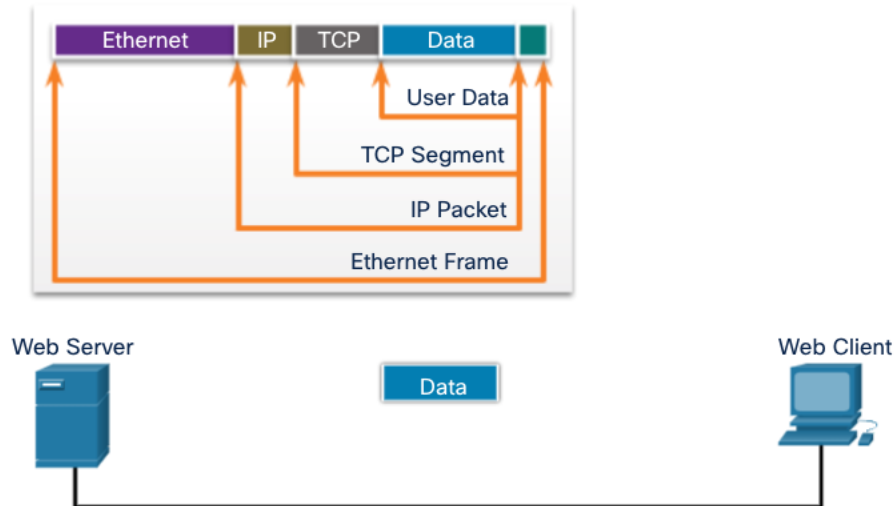 Ethernet IP TCP Data
User Data
TCP Segment
IP Packet
Ethernet Frame
Web Server
Web Client
Data